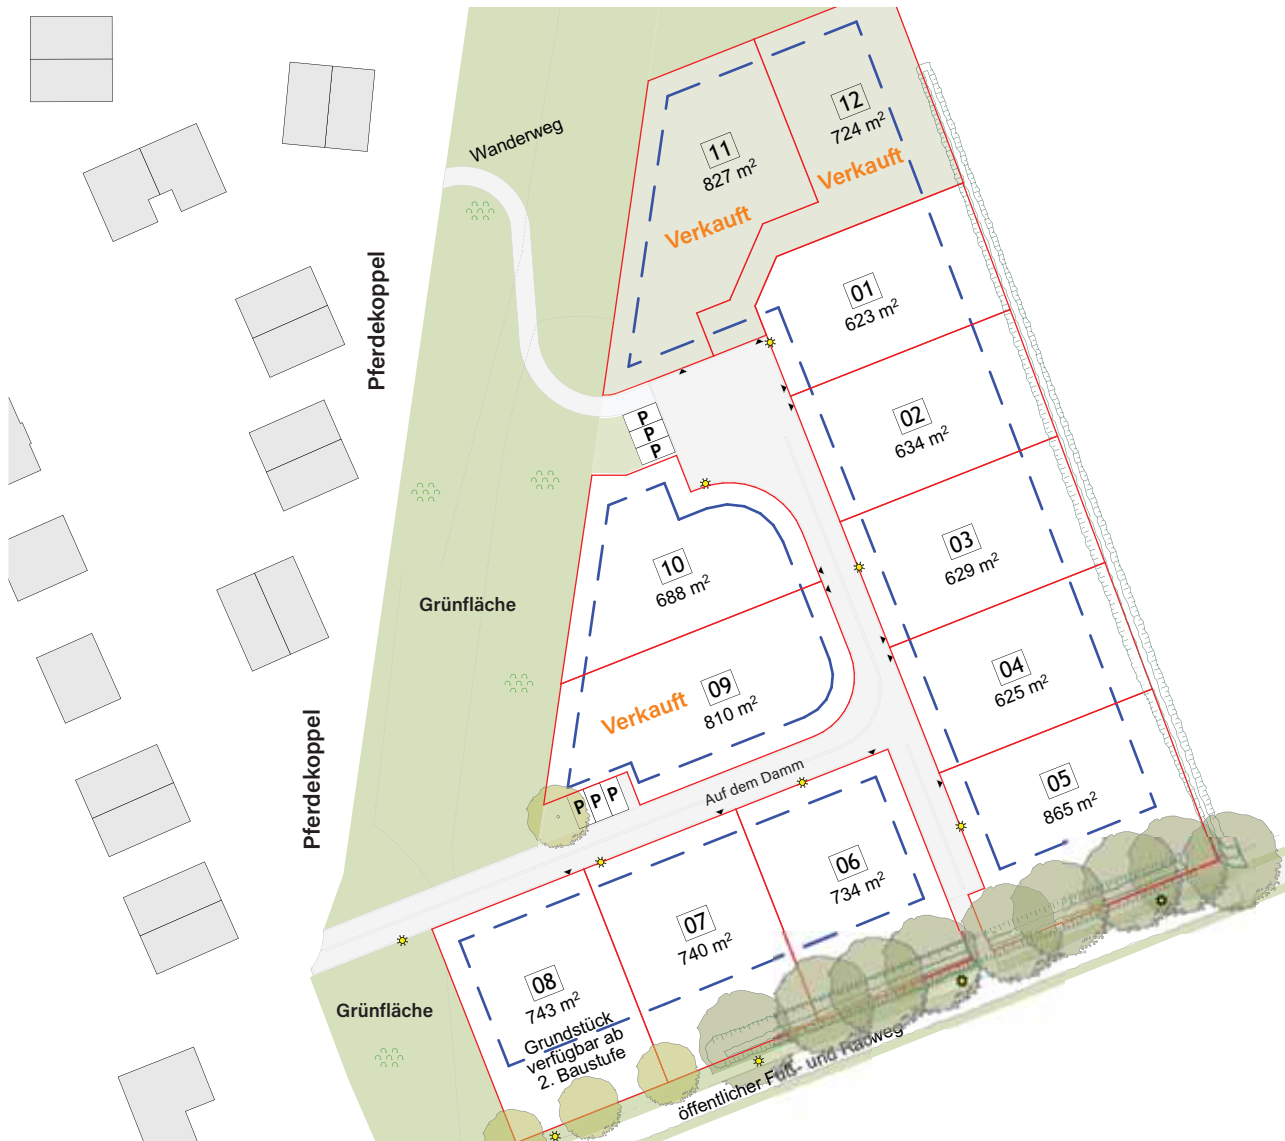 Wanderweg
12
724 m²
Verkauft
11
827 m²
Verkauft
Pferdekoppel
01
623 m²
02
634 m²
P
P
P
03
629 m²
10
688 m²
Grünfläche
04
625 m²
09
810 m²
Verkauft
Pferdekoppel
Auf dem Damm
P P P
05
865 m²
06
734 m²
07
740 m²
08
743 m²
Grundstück
verfügbar ab
2. Baustufe
Grünfläche
öffentlicher Fuß- und Radweg